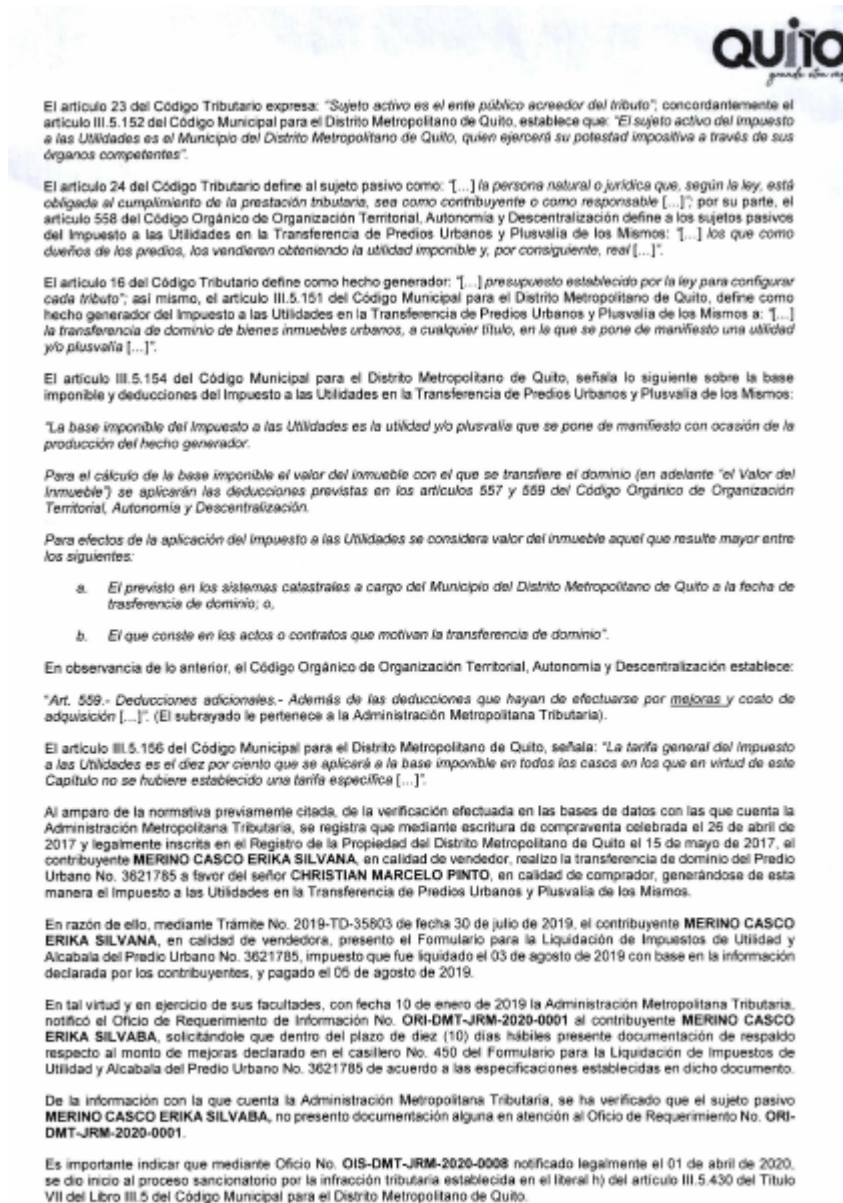 QUITO
grande otra vez
El artículo 23 del Código Tributario expresa: "Sujeto activo es el ente público acreedor del tributo"; concordantemente el
artículo III.5.152 del Código Municipal para el Distrito Metropolitano de Quito, establece que: "El sujeto activo del Impuesto
a las Utilidades es el Municipio del Distrito Metropolitano de Quito, quien ejercerá su potestad impositiva a través de sus
órganos competentes".
El artículo 24 del Código Tributario define al sujeto pasivo como: "[...] la persona natural o jurídica que, según la ley, está
obligada al cumplimiento de la prestación tributaria, sea como contribuyente o como responsable [...]"; por su parte, el
artículo 558 del Código Orgánico de Organización Territorial, Autonomía y Descentralización define a los sujetos pasivos
del Impuesto a las Utilidades en la Transferencia de Predios Urbanos y Plusvalía de los Mismos: "[...] los que como
dueños de los predios, los vendieren obteniendo la utilidad imponible y, por consiguiente, real [...]".
El artículo 16 del Código Tributario define como hecho generador: "[...] presupuesto establecido por la ley para configurar
cada tributo"; así mismo, el artículo III.5.151 del Código Municipal para el Distrito Metropolitano de Quito, define como
hecho generador del Impuesto a las Utilidades en la Transferencia de Predios Urbanos y Plusvalía de los Mismos a: "[...]
la transferencia de dominio de bienes inmuebles urbanos, a cualquier título, en la que se pone de manifiesto una utilidad
y/o plusvalía [...]".
El artículo III.5.154 del Código Municipal para el Distrito Metropolitano de Quito, señala lo siguiente sobre la base
imponible y deducciones del Impuesto a las Utilidades en la Transferencia de Predios Urbanos y Plusvalía de los Mismos:
"La base imponible del Impuesto a las Utilidades es la utilidad y/o plusvalía que se pone de manifiesto con ocasión de la
producción del hecho generador.
Para el cálculo de la base imponible el valor del inmueble con el que se transfiere el dominio (en adelante "el Valor del
Inmueble") se aplicarán las deducciones previstas en los artículos 557 y 559 del Código Orgánico de Organización
Territorial, Autonomía y Descentralización.
Para efectos de la aplicación del Impuesto a las Utilidades se considera valor del inmueble aquel que resulte mayor entre
los siguientes:
a. El previsto en los sistemas catastrales a cargo del Municipio del Distrito Metropolitano de Quito a la fecha de
trasferencia de dominio; o,
b. El que conste en los actos o contratos que motivan la transferencia de dominio".
En observancia de lo anterior, el Código Orgánico de Organización Territorial, Autonomía y Descentralización establece:
"Art. 559.- Deducciones adicionales.- Además de las deducciones que hayan de efectuarse por mejoras y costo de
adquisición [...]". (El subrayado le pertenece a la Administración Metropolitana Tributaria).
El artículo III.5.156 del Código Municipal para el Distrito Metropolitano de Quito, señala: "La tarifa general del Impuesto
a las Utilidades es el diez por ciento que se aplicará a la base imponible en todos los casos en los que en virtud de este
Capítulo no se hubiere establecido una tarifa específica [...]".
Al amparo de la normativa previamente citada, de la verificación efectuada en las bases de datos con las que cuenta la
Administración Metropolitana Tributaria, se registra que mediante escritura de compraventa celebrada el 26 de abril de
2017 y legalmente inscrita en el Registro de la Propiedad del Distrito Metropolitano de Quito el 15 de mayo de 2017, el
contribuyente MERINO CASCO ERIKA SILVANA, en calidad de vendedor, realizo la transferencia de dominio del Predio
Urbano No. 3621785 a favor del señor CHRISTIAN MARCELO PINTO, en calidad de comprador, generándose de esta
manera el Impuesto a las Utilidades en la Transferencia de Predios Urbanos y Plusvalía de los Mismos.
En razón de ello, mediante Trámite No. 2019-TD-35803 de fecha 30 de julio de 2019, el contribuyente MERINO CASCO
ERIKA SILVANA, en calidad de vendedora, presento el Formulario para la Liquidación de Impuestos de Utilidad y
Alcabala del Predio Urbano No. 3621785, impuesto que fue liquidado el 03 de agosto de 2019 con base en la información
declarada por los contribuyentes, y pagado el 05 de agosto de 2019.
En tal virtud y en ejercicio de sus facultades, con fecha 10 de enero de 2019 la Administración Metropolitana Tributaria,
notificó el Oficio de Requerimiento de Información No. ORI-DMT-JRM-2020-0001 al contribuyente MERINO CASCO
ERIKA SILVABA, solicitándole que dentro del plazo de diez (10) días hábiles presente documentación de respaldo
respecto al monto de mejoras declarado en el casillero No. 450 del Formulario para la Liquidación de Impuestos de
Utilidad y Alcabala del Predio Urbano No. 3621785 de acuerdo a las especificaciones establecidas en dicho documento.
De la información con la que cuenta la Administración Metropolitana Tributaria, se ha verificado que el sujeto pasivo
MERINO CASCO ERIKA SILVABA, no presento documentación alguna en atención al Oficio de Requerimiento No. ORI-
DMT-JRM-2020-0001.
Es importante indicar que mediante Oficio No. OIS-DMT-JRM-2020-0008 notificado legalmente el 01 de abril de 2020,
se dio inicio al proceso sancionatorio por la infracción tributaria establecida en el literal h) del artículo III.5.430 del Título
VII del Libro III.5 del Código Municipal para el Distrito Metropolitano de Quito.